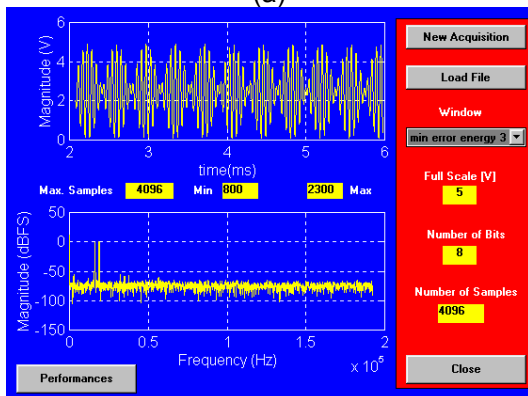 (a)
6
4
2
0
Magnitude (V)
2 3 4 5 6
time(ms)
Max. Samples 4096 Min 800 2300 Max
50
0
-50
-100
-150
Magnitude (dBFS)
0 0.5 1 1.5 2
Frequency (Hz)
x 10^5
Performances
New Acquisition
Load File
Window
min error energy 3
Full Scale [V]
5
Number of Bits
8
Number of Samples
4096
Close